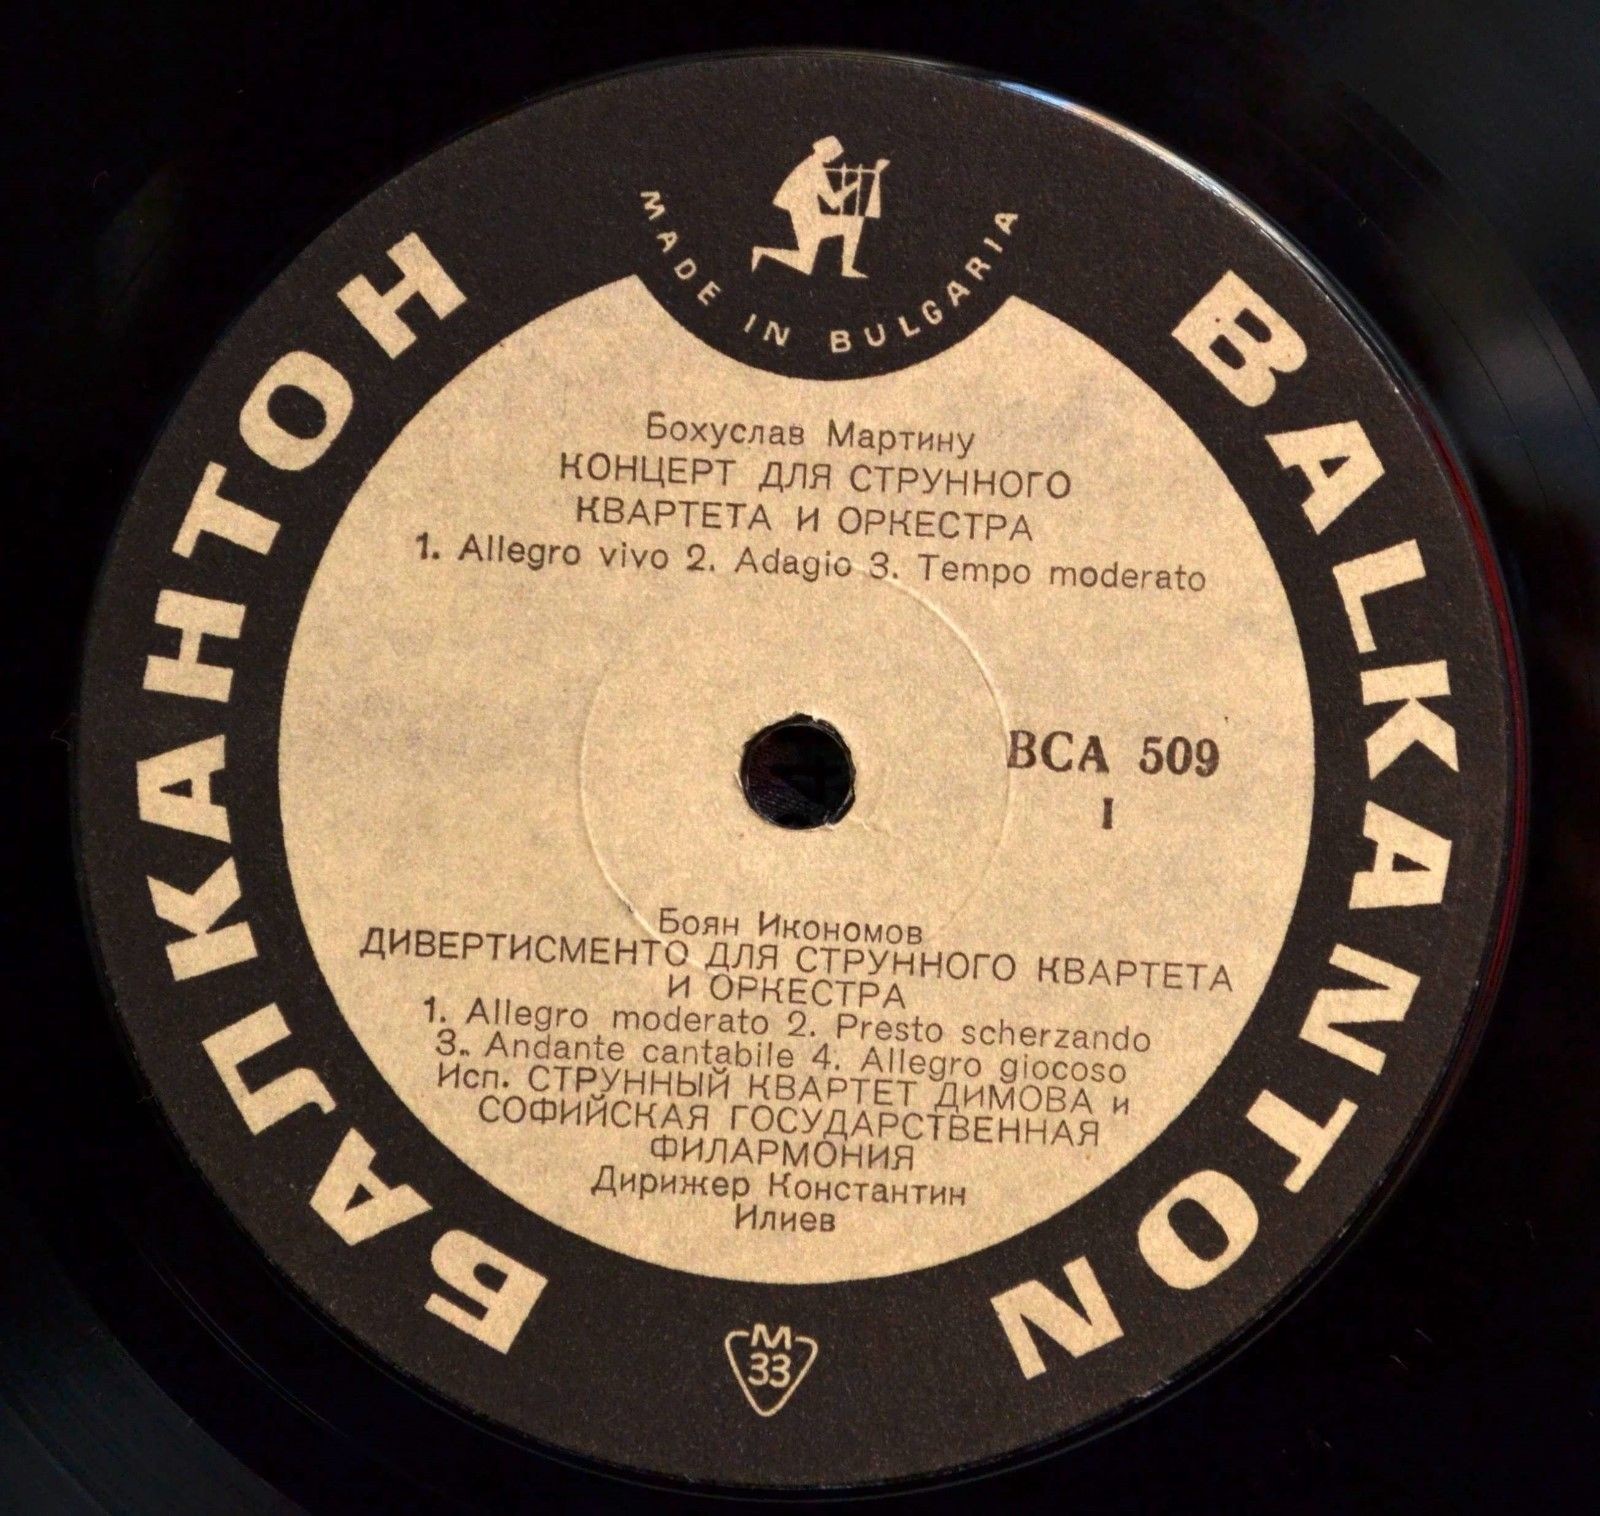 MADE IN BULGARIA
БАЛКАНТОН
BALKANTON
Бохуслав Мартину
КОНЦЕРТ ДЛЯ СТРУННОГО
КВАРТЕТА И ОРКЕСТРА
1. Allegro vivo 2. Adagio 3. Tempo moderato
ВСА 509
I
Боян Икономов
ДИВЕРТИСМЕНТО ДЛЯ СТРУННОГО КВАРТЕТА
И ОРКЕСТРА
1. Allegro moderato 2. Presto scherzando
3. Andante cantabile 4. Allegro giocoso
Исп. СТРУННЫЙ КВАРТЕТ ДИМОВА и
СОФИЙСКАЯ ГОСУДАРСТВЕННАЯ
ФИЛАРМОНИЯ
Дирижер Константин
Илиев
М
33